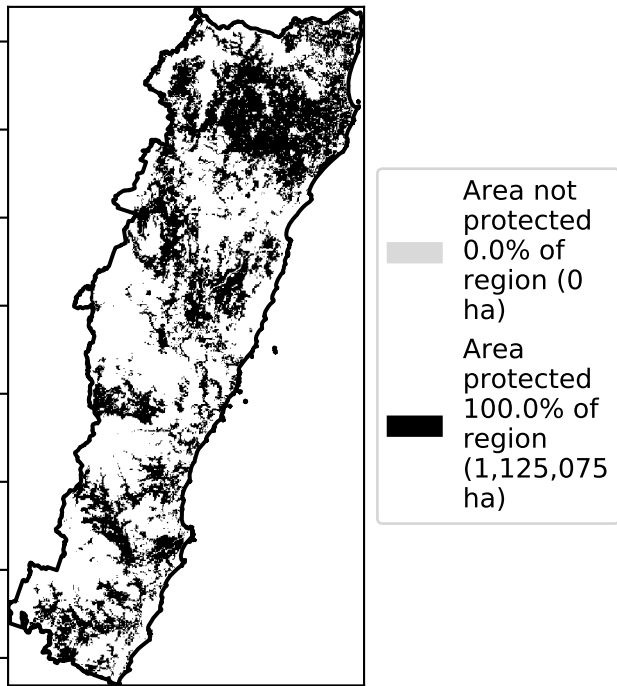 Area not
protected
0.0% of
region (0
ha)
Area
protected
100.0% of
region
(1,125,075
ha)